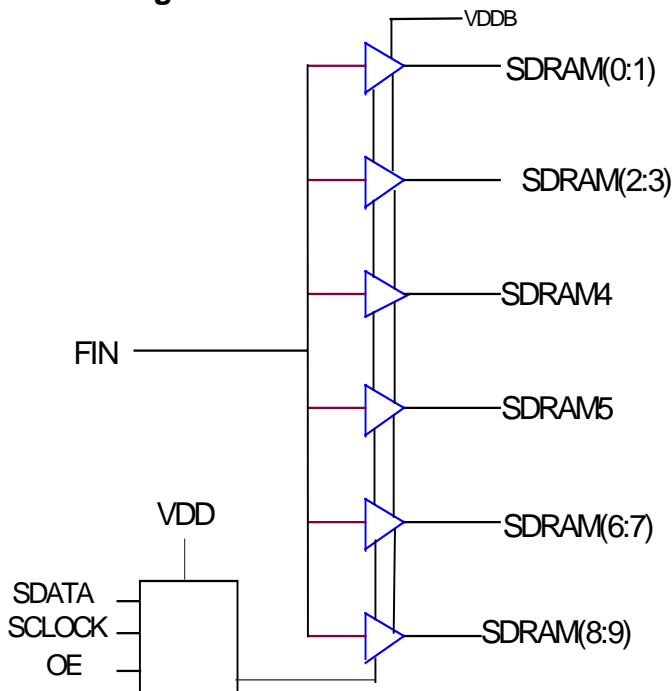 VDDB
SDRAM(0:1)
SDRAM(2:3)
SDRAM4
FIN
SDRAM5
VDD
SDRAM(6:7)
SDATA
SCLOCK
SDRAM(8:9)
OE